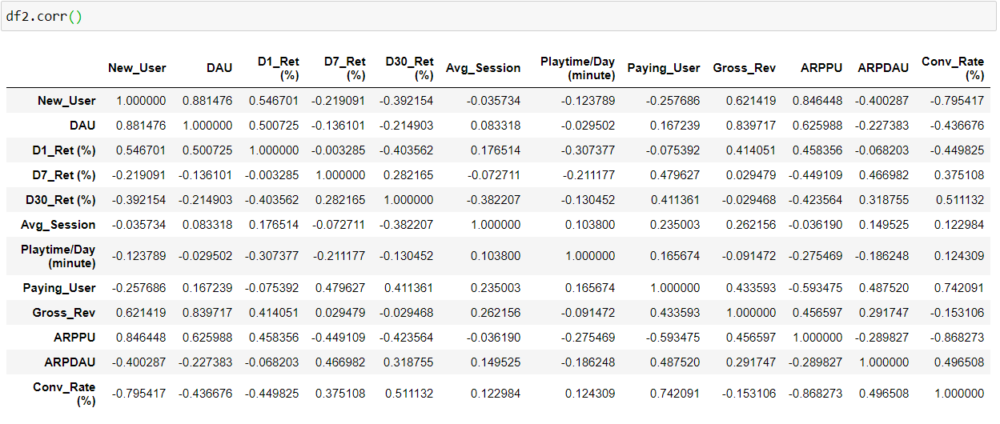 df2.corr()
New_User DAU D1_Ret (%) D7_Ret (%) D30_Ret (%) Avg_Session Playtime/Day (minute) Paying_User Gross_Rev ARPPU ARPDAU Conv_Rate (%)
New_User 1.000000 0.881476 0.546701 -0.219091 -0.392154 -0.035734 -0.123789 -0.257686 0.621419 0.846448 -0.400287 -0.795417
DAU 0.881476 1.000000 0.500725 -0.136101 -0.214903 0.083318 -0.029502 0.167239 0.839717 0.625988 -0.227383 -0.436676
D1_Ret (%) 0.546701 0.500725 1.000000 -0.003285 -0.403562 0.176514 -0.307377 -0.075392 0.414051 0.458356 -0.068203 -0.449825
D7_Ret (%) -0.219091 -0.136101 -0.003285 1.000000 0.282165 -0.072711 -0.211177 0.479627 0.029479 -0.449109 0.466982 0.375108
D30_Ret (%) -0.392154 -0.214903 -0.403562 0.282165 1.000000 -0.382207 -0.130452 0.411361 -0.029468 -0.423564 0.318755 0.511132
Avg_Session -0.035734 0.083318 0.176514 -0.072711 -0.382207 1.000000 0.103800 0.235003 0.262156 -0.036190 0.149525 0.122984
Playtime/Day (minute) -0.123789 -0.029502 -0.307377 -0.211177 -0.130452 0.103800 1.000000 0.165674 -0.091472 -0.275469 -0.186248 0.124309
Paying_User -0.257686 0.167239 -0.075392 0.479627 0.411361 0.235003 0.165674 1.000000 0.433593 -0.593475 0.487520 0.742091
Gross_Rev 0.621419 0.839717 0.414051 0.029479 -0.029468 0.262156 -0.091472 0.433593 1.000000 0.456597 0.291747 -0.153106
ARPPU 0.846448 0.625988 0.458356 -0.449109 -0.423564 -0.036190 -0.275469 -0.593475 0.456597 1.000000 -0.289827 -0.868273
ARPDAU -0.400287 -0.227383 -0.068203 0.466982 0.318755 0.149525 -0.186248 0.487520 0.291747 -0.289827 1.000000 0.496508
Conv_Rate (%) -0.795417 -0.436676 -0.449825 0.375108 0.511132 0.122984 0.124309 0.742091 -0.153106 -0.868273 0.496508 1.000000